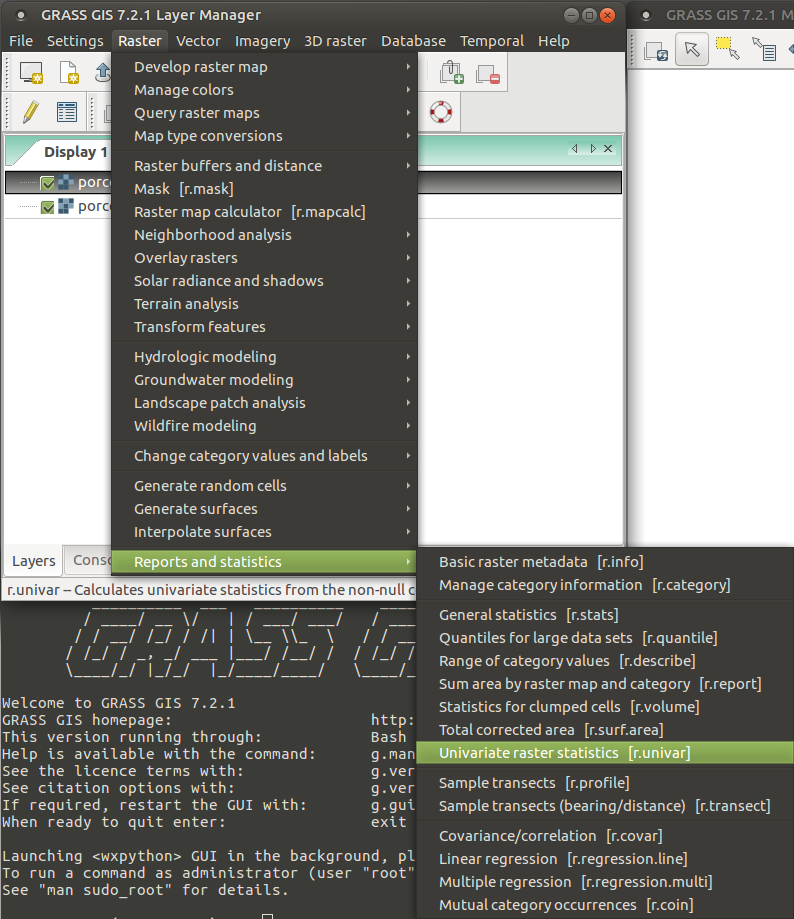 GRASS GIS 7.2.1 Layer Manager
GRASS GIS 7.2.1 M
File Settings Raster Vector Imagery 3D raster Database Temporal Help
Develop raster map
Manage colors
Query raster maps
Map type conversions
Display 1
Raster buffers and distance
porce
Mask [r.mask]
porce
Raster map calculator [r.mapcalc]
Neighborhood analysis
Overlay rasters
Solar radiance and shadows
Terrain analysis
Transform features
Hydrologic modeling
Groundwater modeling
Landscape patch analysis
Wildfire modeling
Change category values and labels
Generate random cells
Generate surfaces
Interpolate surfaces
Reports and statistics
Layers Conso
r.univar -- Calculates univariate statistics from the non-null c
Basic raster metadata [r.info]
Manage category information [r.category]
General statistics [r.stats]
Quantiles for large data sets [r.quantile]
Range of category values [r.describe]
Sum area by raster map and category [r.report]
Statistics for clumped cells [r.volume]
Total corrected area [r.surf.area]
Univariate raster statistics [r.univar]
Sample transects [r.profile]
Sample transects (bearing/distance) [r.transect]
Covariance/correlation [r.covar]
Linear regression [r.regression.line]
Multiple regression [r.regression.multi]
Mutual category occurrences [r.coin]
Welcome to GRASS GIS 7.2.1
GRASS GIS homepage: http:
This version running through: Bash
Help is available with the command: g.man
See the licence terms with: g.ver
See citation options with: g.ver
If required, restart the GUI with: g.gui
When ready to quit enter: exit
Launching <wxpython> GUI in the background, pl
To run a command as administrator (user "root"
See "man sudo_root" for details.